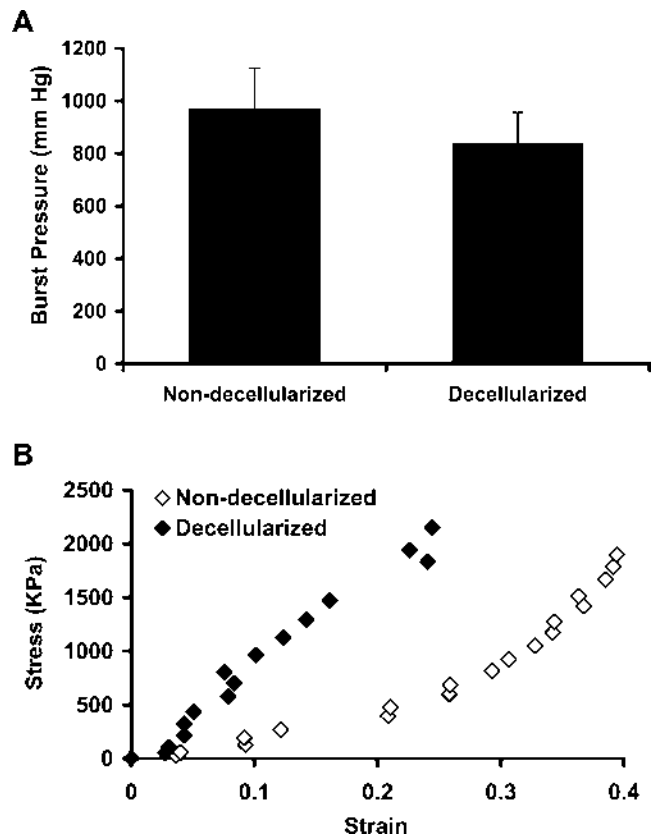 A
1200
1000
800
600
400
200
0
Burst Pressure (mm Hg)
Non-decellularized Decellularized
B
2500
2000
1500
1000
500
0
Stress (KPa)
Non-decellularized
Decellularized
0 0.1 0.2 0.3 0.4
Strain